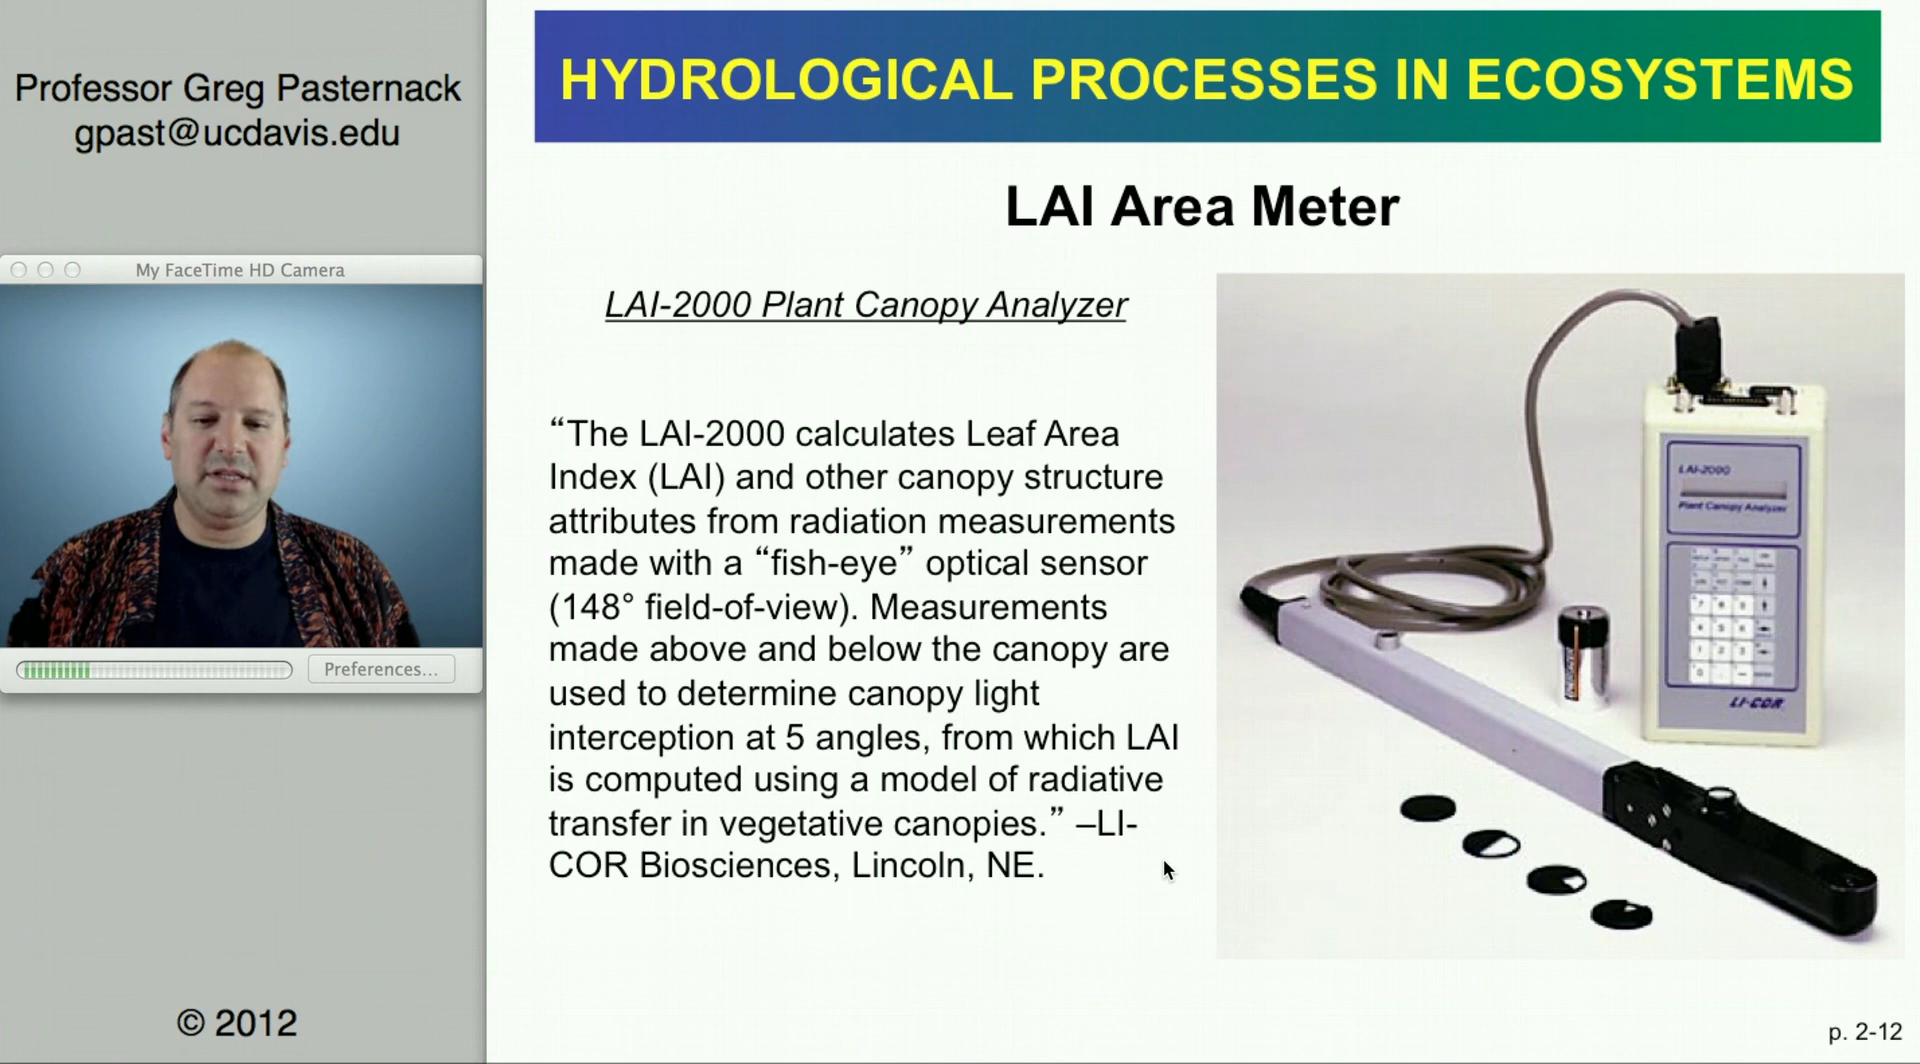 Professor Greg Pasternack
gpast@ucdavis.edu
My FaceTime HD Camera
Preferences...
© 2012
HYDROLOGICAL PROCESSES IN ECOSYSTEMS
LAI Area Meter
LAI-2000 Plant Canopy Analyzer
“The LAI-2000 calculates Leaf Area
Index (LAI) and other canopy structure
attributes from radiation measurements
made with a “fish-eye” optical sensor
(148° field-of-view). Measurements
made above and below the canopy are
used to determine canopy light
interception at 5 angles, from which LAI
is computed using a model of radiative
transfer in vegetative canopies.” –LI-
COR Biosciences, Lincoln, NE.
LAI-2000
Plant Canopy Analyzer
LI-COR
p. 2-12